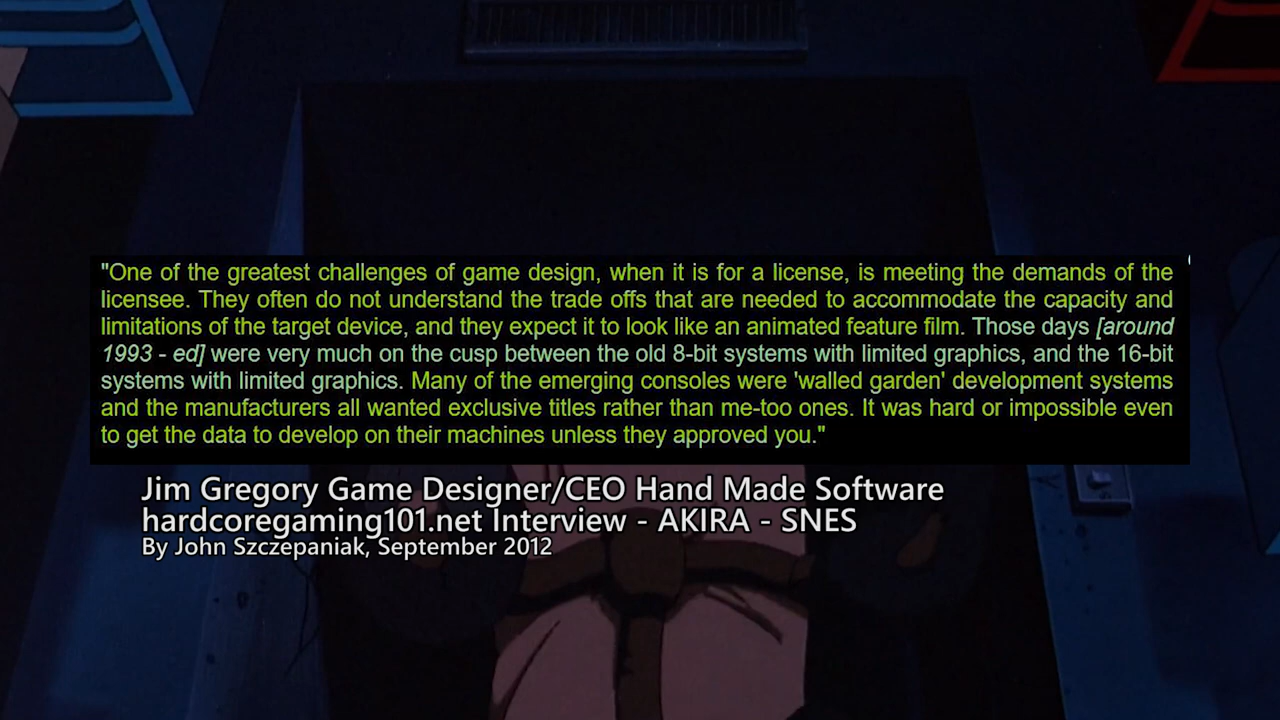 "One of the greatest challenges of game design, when it is for a license, is meeting the demands of the
licensee. They often do not understand the trade offs that are needed to accommodate the capacity and
limitations of the target device, and they expect it to look like an animated feature film. Those days [around
1993 - ed] were very much on the cusp between the old 8-bit systems with limited graphics, and the 16-bit
systems with limited graphics. Many of the emerging consoles were 'walled garden' development systems
and the manufacturers all wanted exclusive titles rather than me-too ones. It was hard or impossible even
to get the data to develop on their machines unless they approved you."
Jim Gregory Game Designer/CEO Hand Made Software
hardcoregaming101.net Interview - AKIRA - SNES
By John Szczepaniak, September 2012